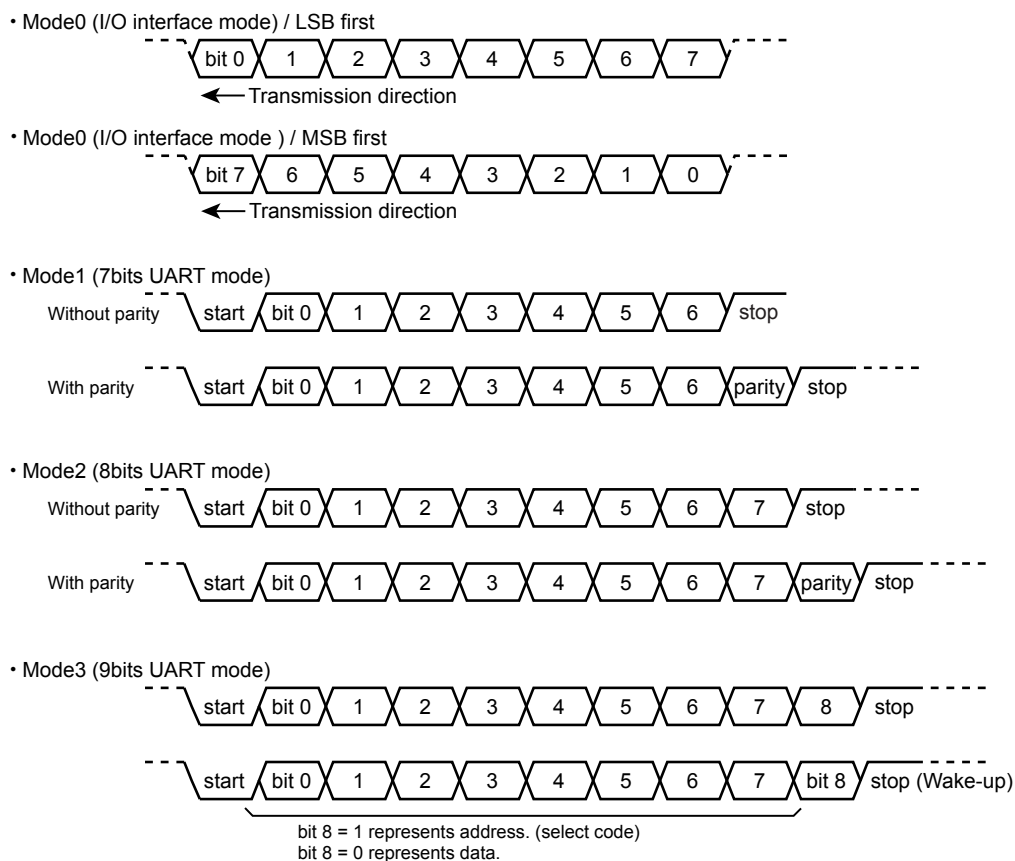 ・Mode0 (I/O interface mode) / LSB first
bit 0 1 2 3 4 5 6 7
Transmission direction
・Mode0 (I/O interface mode ) / MSB first
bit 7 6 5 4 3 2 1 0
Transmission direction
・Mode1 (7bits UART mode)
Without parity start bit 0 1 2 3 4 5 6 stop
With parity start bit 0 1 2 3 4 5 6 parity stop
・Mode2 (8bits UART mode)
Without parity start bit 0 1 2 3 4 5 6 7 stop
With parity start bit 0 1 2 3 4 5 6 7 parity stop
・Mode3 (9bits UART mode)
start bit 0 1 2 3 4 5 6 7 8 stop
start bit 0 1 2 3 4 5 6 7 bit 8 stop (Wake-up)
bit 8 = 1 represents address. (select code)
bit 8 = 0 represents data.